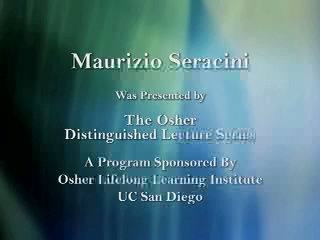 Maurizio Seracini
Was Presented by
The Osher
Distinguished Lecture Series
A Program Sponsored By
Osher Lifelong Learning Institute
UC San Diego